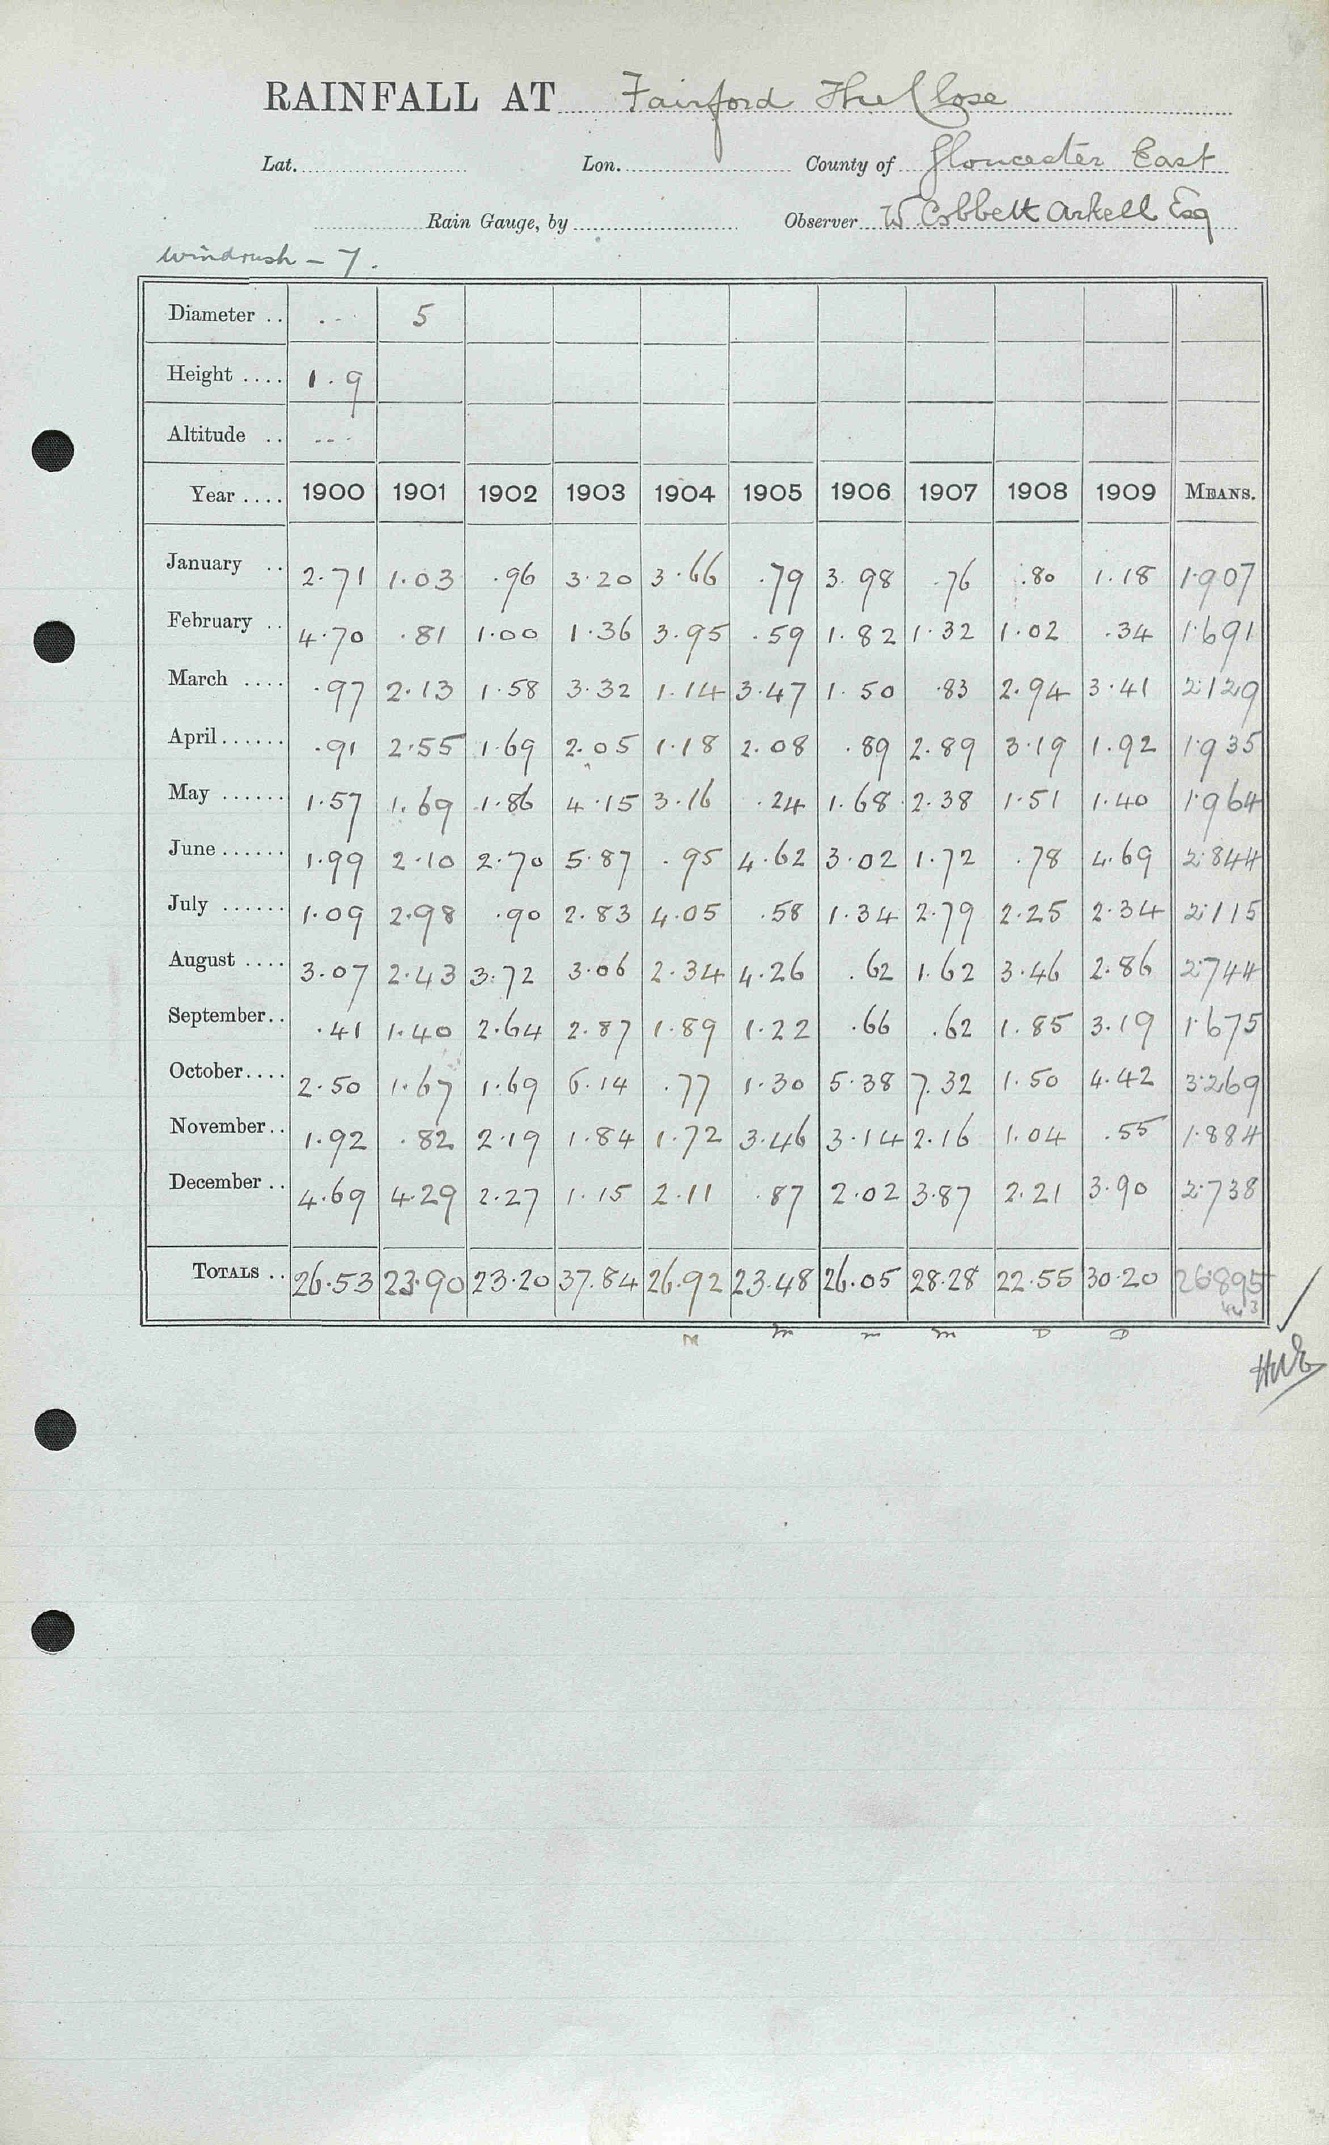 RAINFALL AT Fairford The Close
Lat. Lon. County of Gloucester East
Rain Gauge, by Observer W Cobbett Arkell Esq
Windrush – 7.
Diameter .. ... 5
Height .... 1.9
Altitude .. ...
Year .... 1900 1901 1902 1903 1904 1905 1906 1907 1908 1909 MEANS.
January .. 2.71 1.03 .96 3.20 3.66 .79 3.98 .76 .80 1.18 1.907
February .. 4.70 .81 1.00 1.36 3.95 .59 1.82 1.32 1.02 .34 1.691
March .... .97 2.13 1.58 3.32 1.14 3.47 1.50 .83 2.94 3.41 2.129
April ...... .91 2.55 1.69 2.05 1.18 2.08 .89 2.89 3.19 1.92 1.935
May ...... 1.57 1.69 1.86 4.15 3.16 .24 1.68 2.38 1.51 1.40 1.964
June ...... 1.99 2.10 2.70 5.87 .95 4.62 3.02 1.72 .78 4.69 2.844
July ...... 1.09 2.98 .90 2.83 4.05 .58 1.34 2.79 2.25 2.34 2.115
August .... 3.07 2.43 3.72 3.06 2.34 4.26 .62 1.62 3.46 2.86 2.744
September .. .41 1.40 2.64 2.87 1.89 1.22 .66 .62 1.85 3.19 1.675
October .... 2.50 1.67 1.69 6.14 .77 1.30 5.38 7.32 1.50 4.42 3.269
November .. 1.92 .82 2.19 1.84 1.72 3.46 3.14 2.16 1.04 .55 1.884
December .. 4.69 4.29 2.27 1.15 2.11 .87 2.02 3.87 2.21 3.90 2.738
TOTALS .. 26.53 23.90 23.20 37.84 26.92 23.48 26.05 28.28 22.55 30.20 26.895
M m m m D D